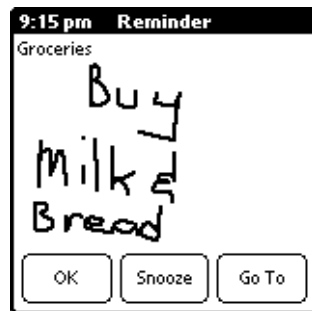 9:15 pm Reminder
Groceries
Buy
Milk &
Bread
OK Snooze Go To